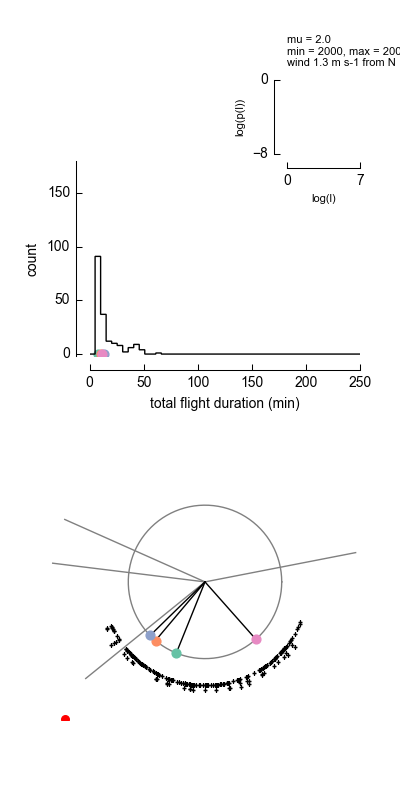 mu = 2.0
min = 2000, max = 200
wind 1.3 m s-1 from N
0
log(p(l))
−8
0 7
log(l)
150
100
50
0
count
0 50 100 150 200 250
total flight duration (min)